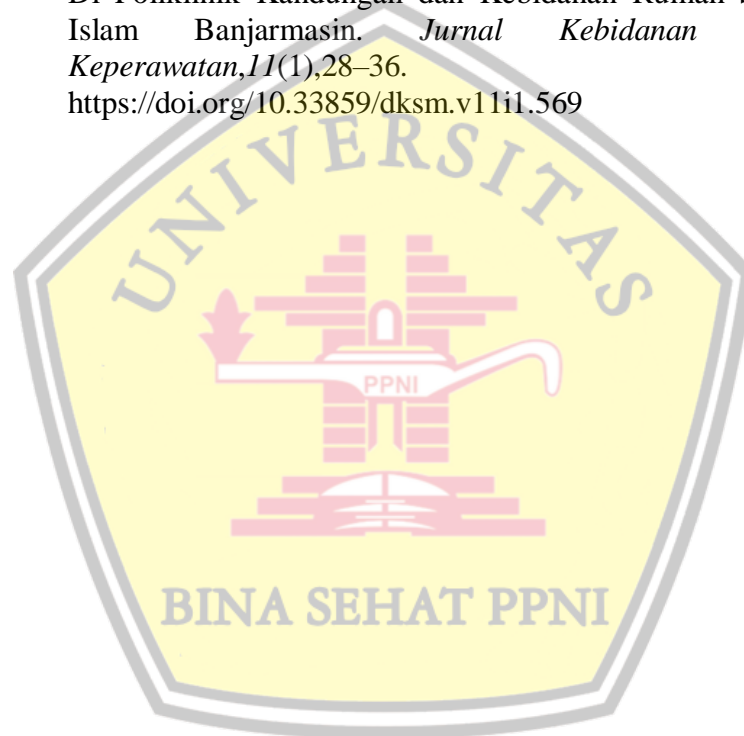 Di Poliklinik Kandungan dan Kebidanan Rumah
Islam Banjarmasin. Jurnal Kebidanan
Keperawatan,11(1),28–36.
https://doi.org/10.33859/dksm.v11i1.569
UNIVERSITAS
PPNI
BINA SEHAT PPNI